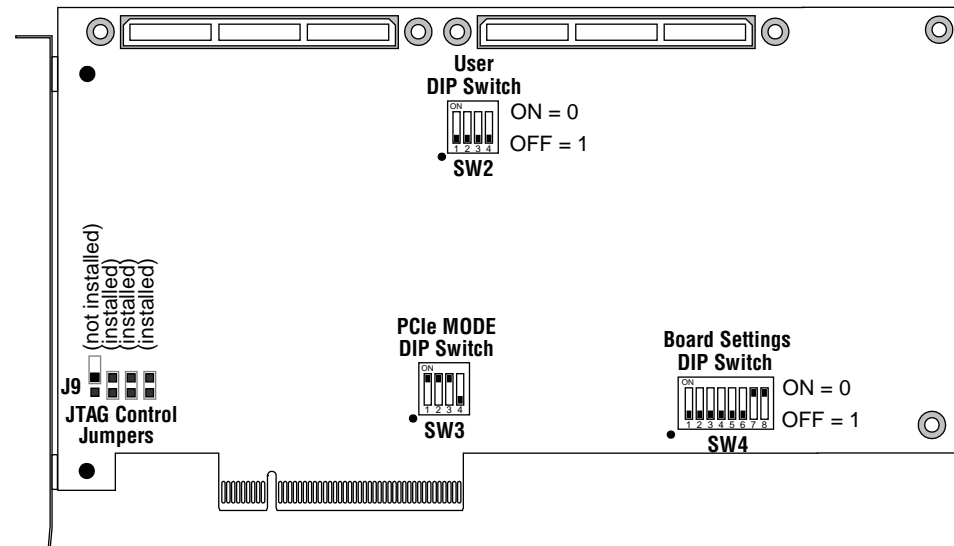 User
DIP Switch
ON
1 2 3 4
ON = 0
OFF = 1
SW2
(not installed)
(installed)
(installed)
(installed)
J9
JTAG Control
Jumpers
PCIe MODE
DIP Switch
ON
1 2 3 4
SW3
Board Settings
DIP Switch
ON
1 2 3 4 5 6 7 8
ON = 0
OFF = 1
SW4